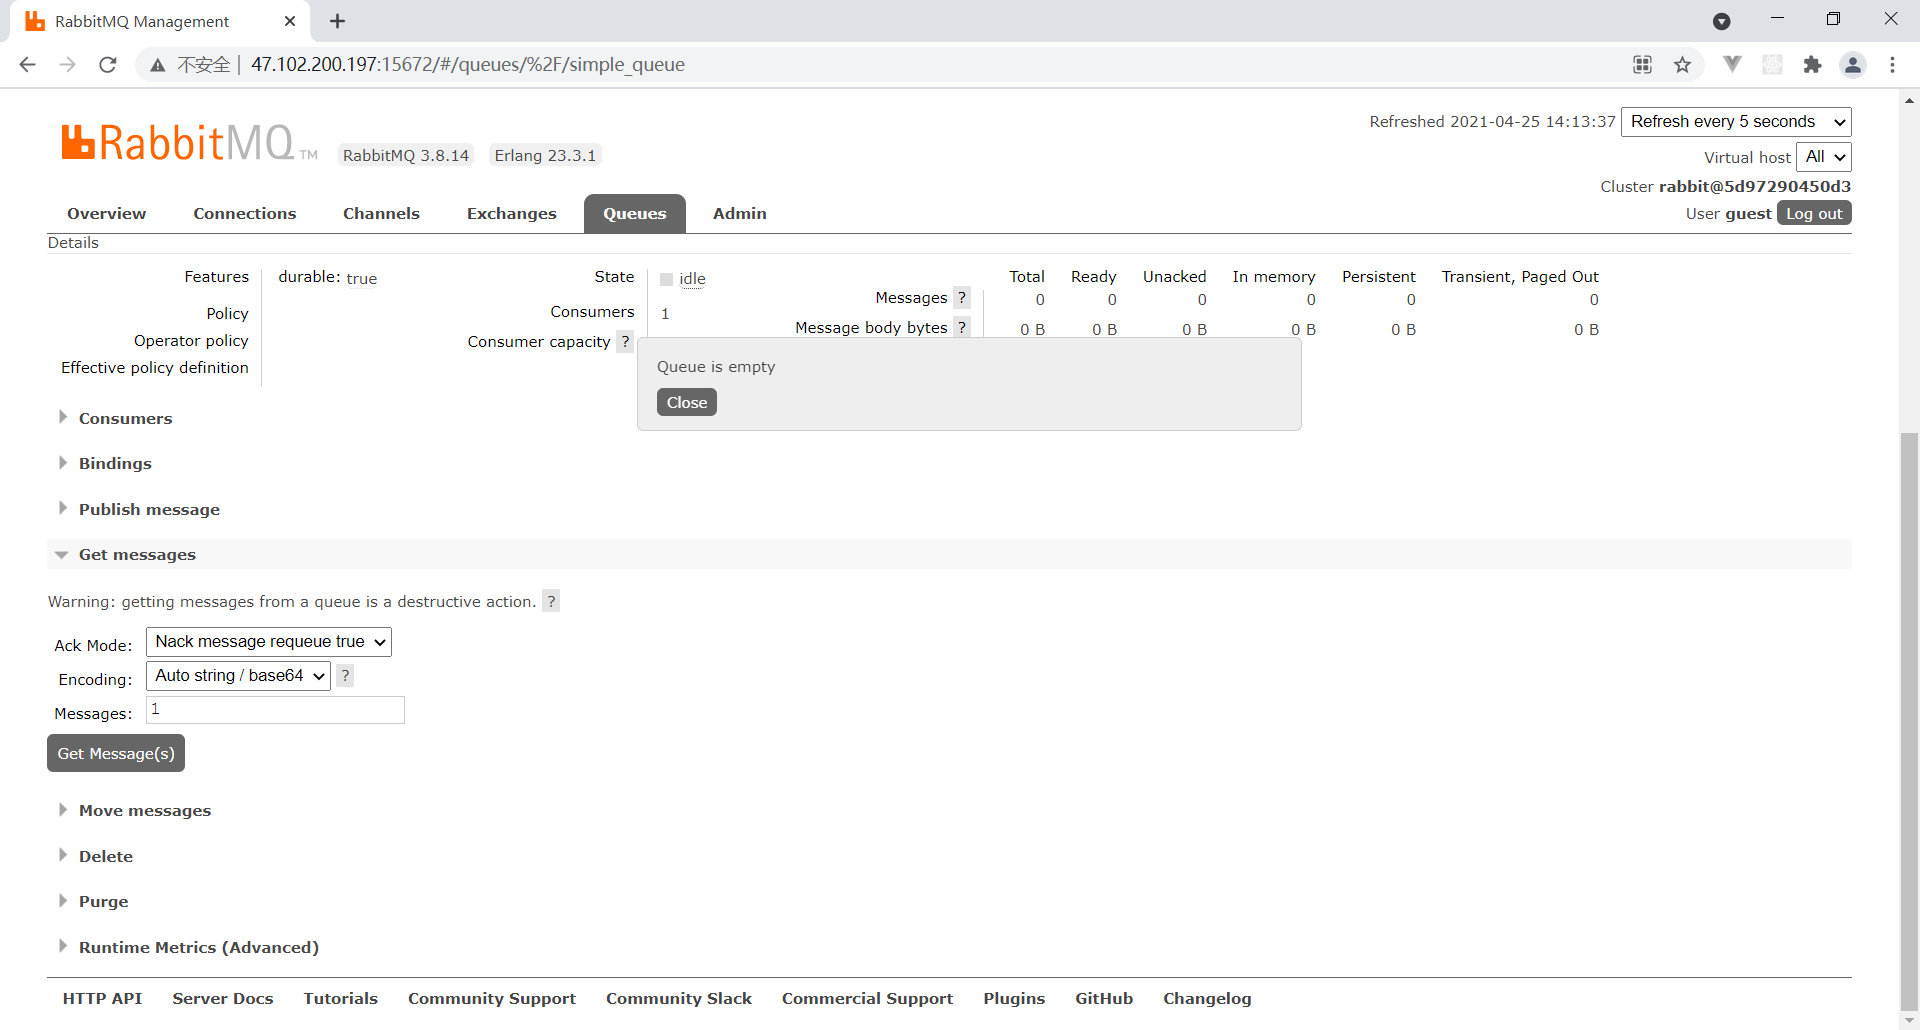 RabbitMQ Management
不安全 | 47.102.200.197:15672/#/queues/%2F/simple_queue
Refreshed 2021-04-25 14:13:37 Refresh every 5 seconds
RabbitMQ TM RabbitMQ 3.8.14 Erlang 23.3.1
Virtual host All
Cluster rabbit@5d97290450d3
User guest Log out
Overview Connections Channels Exchanges Queues Admin
Details
Features durable: true
Policy
Operator policy
Effective policy definition
State idle
Consumers 1
Consumer capacity ?
Total Ready Unacked In memory Persistent Transient, Paged Out
Messages ? 0 0 0 0 0 0
Message body bytes ? 0 B 0 B 0 B 0 B 0 B 0 B
Queue is empty
Close
Consumers
Bindings
Publish message
Get messages
Warning: getting messages from a queue is a destructive action. ?
Ack Mode: Nack message requeue true
Encoding: Auto string / base64 ?
Messages: 1
Get Message(s)
Move messages
Delete
Purge
Runtime Metrics (Advanced)
HTTP API Server Docs Tutorials Community Support Community Slack Commercial Support Plugins GitHub Changelog